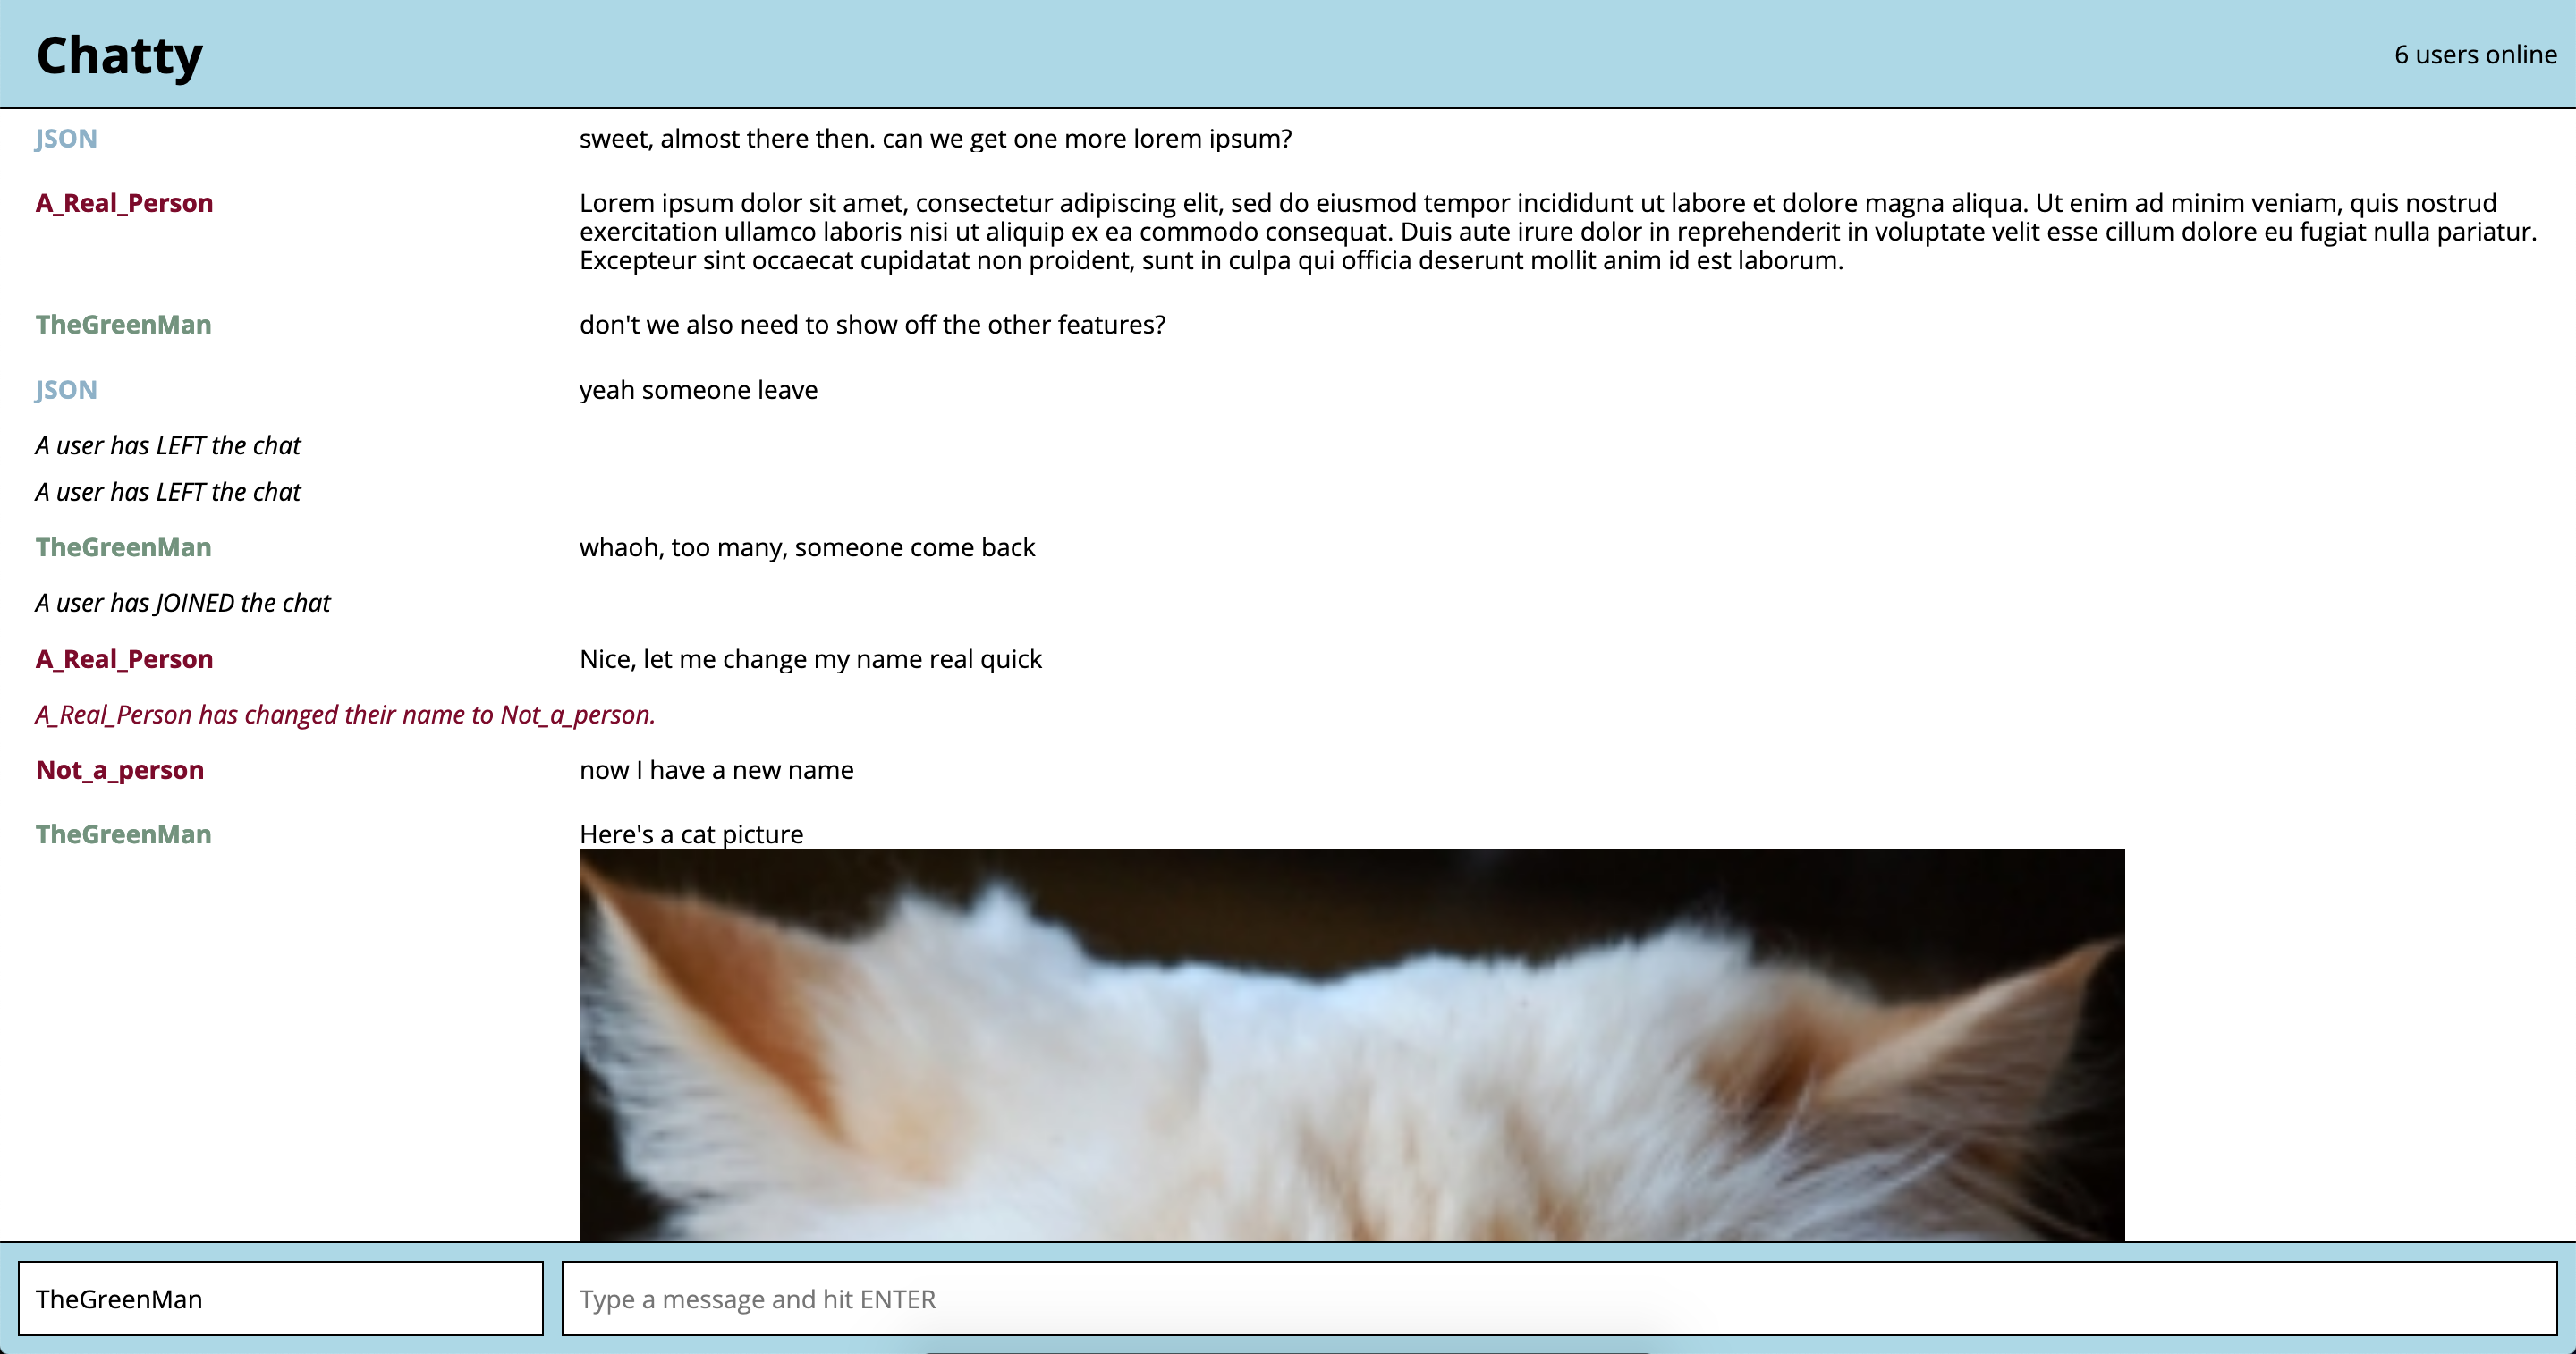 Chatty
6 users online
JSON
sweet, almost there then. can we get one more lorem ipsum?
A_Real_Person
Lorem ipsum dolor sit amet, consectetur adipiscing elit, sed do eiusmod tempor incididunt ut labore et dolore magna aliqua. Ut enim ad minim veniam, quis nostrud
exercitation ullamco laboris nisi ut aliquip ex ea commodo consequat. Duis aute irure dolor in reprehenderit in voluptate velit esse cillum dolore eu fugiat nulla pariatur.
Excepteur sint occaecat cupidatat non proident, sunt in culpa qui officia deserunt mollit anim id est laborum.
TheGreenMan
don't we also need to show off the other features?
JSON
yeah someone leave
A user has LEFT the chat
A user has LEFT the chat
TheGreenMan
whaoh, too many, someone come back
A user has JOINED the chat
A_Real_Person
Nice, let me change my name real quick
A_Real_Person has changed their name to Not_a_person.
Not_a_person
now I have a new name
TheGreenMan
Here's a cat picture
TheGreenMan
Type a message and hit ENTER